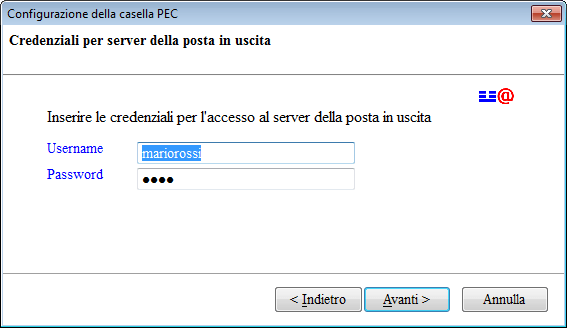 Configurazione della casella PEC
Credenziali per server della posta in uscita
@
Inserire le credenziali per l'accesso al server della posta in uscita
Username mariorossi
Password ●●●●
< Indietro Avanti > Annulla